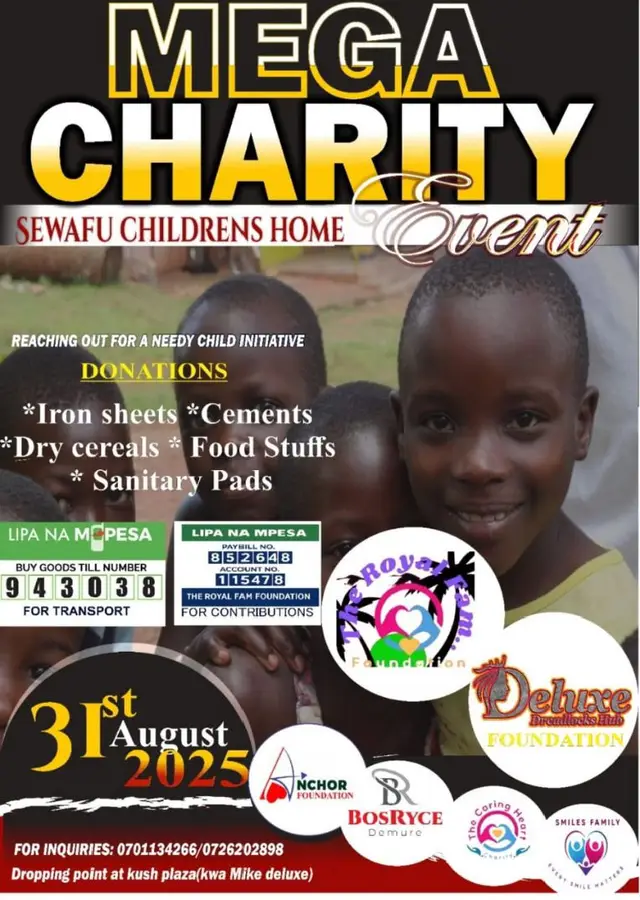 MEGA
CHARITY
SEWAFU CHILDRENS HOME
Event
REACHING OUT FOR A NEEDY CHILD INITIATIVE
DONATIONS
*Iron sheets *Cements
*Dry cereals * Food Stuffs
* Sanitary Pads
LIPA NA MPESA
BUY GOODS TILL NUMBER
943038
FOR TRANSPORT
LIPA NA MPESA
PAYBILL NO.
852648
ACCOUNT NO.
115478
THE ROYAL FAM FOUNDATION
FOR CONTRIBUTIONS
The Royal Fam..
Foundation
Deluxe
Dreadlocks Hub
FOUNDATION
31st
August
2025
ANCHOR
FOUNDATION
BR
BOSRYCE
Demure
The Caring Heart
Charity
SMILES FAMILY
EVERY SMILE MATTERS
FOR INQUIRIES: 0701134266/0726202898
Dropping point at kush plaza(kwa Mike deluxe)